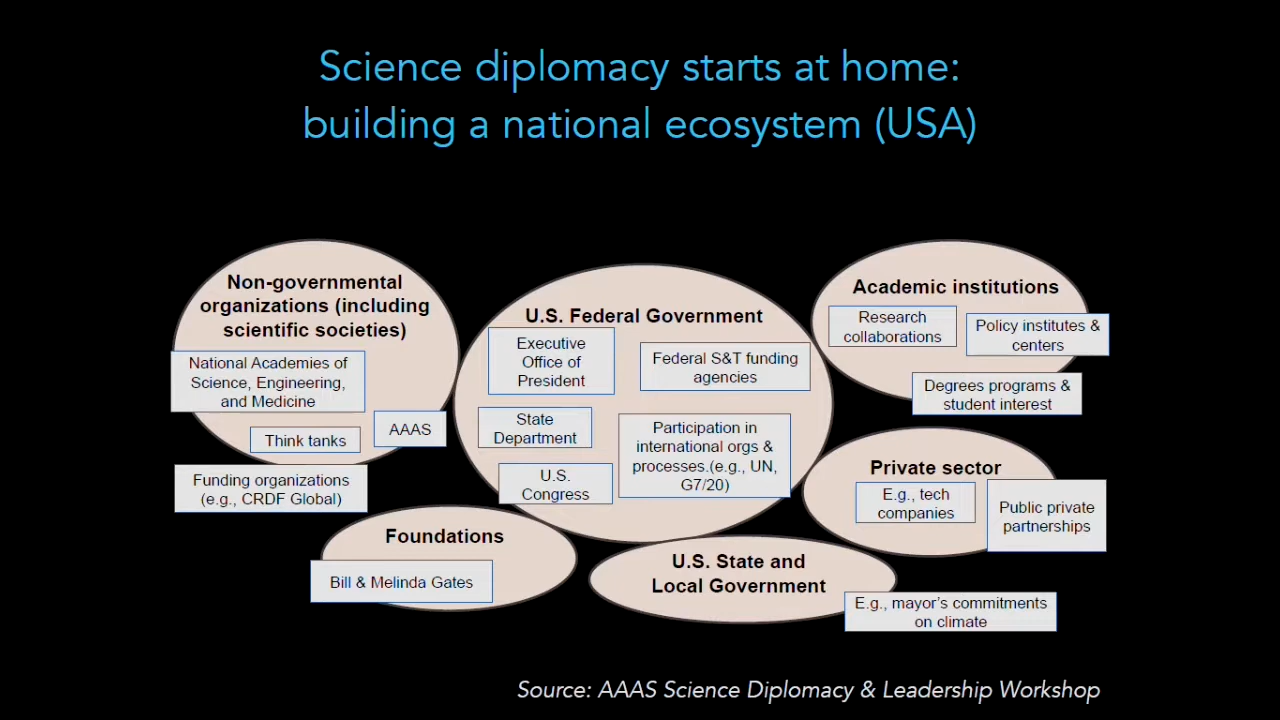 Science diplomacy starts at home:
building a national ecosystem (USA)
Non-governmental
organizations (including
scientific societies)
National Academies of
Science, Engineering,
and Medicine
Think tanks
AAAS
Funding organizations
(e.g., CRDF Global)
U.S. Federal Government
Executive
Office of
President
Federal S&T funding
agencies
State
Department
Participation in
international orgs &
processes.(e.g., UN,
G7/20)
U.S.
Congress
Academic institutions
Research
collaborations
Policy institutes &
centers
Degrees programs &
student interest
Private sector
E.g., tech
companies
Public private
partnerships
Foundations
Bill & Melinda Gates
U.S. State and
Local Government
E.g., mayor's commitments
on climate
Source: AAAS Science Diplomacy & Leadership Workshop